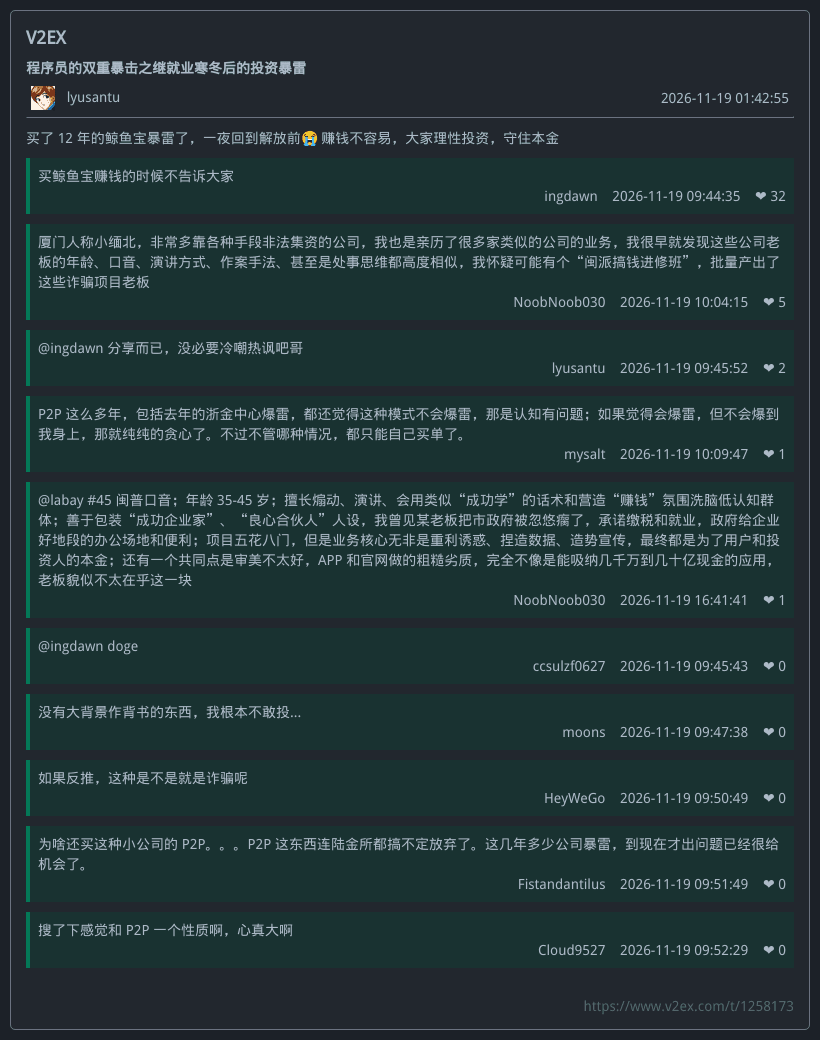 V2EX
程序员的双重暴击之继就业寒冬后的投资暴雷
lyusantu 2026-11-19 01:42:55
买了 12 年的鲸鱼宝暴雷了，一夜回到解放前😭 赚钱不容易，大家理性投资，守住本金
买鲸鱼宝赚钱的时候不告诉大家
ingdawn 2026-11-19 09:44:35 ❤ 32
厦门人称小缅北，非常多靠各种手段非法集资的公司，我也是亲历了很多家类似的公司的业务，我很早就发现这些公司老
板的年龄、口音、演讲方式、作案手法、甚至是处事思维都高度相似，我怀疑可能有个“闽派搞钱进修班”，批量产出了
这些诈骗项目老板
NoobNoob030 2026-11-19 10:04:15 ❤ 5
@ingdawn 分享而已，没必要冷嘲热讽吧哥
lyusantu 2026-11-19 09:45:52 ❤ 2
P2P 这么多年，包括去年的浙金中心爆雷，都还觉得这种模式不会爆雷，那是认知有问题；如果觉得会爆雷，但不会爆到
我身上，那就纯纯的贪心了。不过不管哪种情况，都只能自己买单了。
mysalt 2026-11-19 10:09:47 ❤ 1
@labay #45 闽普口音；年龄 35-45 岁；擅长煽动、演讲、会用类似“成功学”的话术和营造“赚钱”氛围洗脑低认知群
体；善于包装“成功企业家”、“良心合伙人”人设，我曾见某老板把市政府被忽悠瘸了，承诺缴税和就业，政府给企业
好地段的办公场地和便利；项目五花八门，但是业务核心无非是重利诱惑、捏造数据、造势宣传，最终都是为了用户和投
资人的本金；还有一个共同点是审美不太好，APP 和官网做的粗糙劣质，完全不像是能吸纳几千万到几十亿现金的应用，
老板貌似不太在乎这一块
NoobNoob030 2026-11-19 16:41:41 ❤ 1
@ingdawn doge
ccsulzf0627 2026-11-19 09:45:43 ❤ 0
没有大背景作背书的东西，我根本不敢投...
moons 2026-11-19 09:47:38 ❤ 0
如果反推，这种是不是就是诈骗呢
HeyWeGo 2026-11-19 09:50:49 ❤ 0
为啥还买这种小公司的 P2P。。。P2P 这东西连陆金所都搞不定放弃了。这几年多少公司暴雷，到现在才出问题已经很给
机会了。
Fistandantilus 2026-11-19 09:51:49 ❤ 0
搜了下感觉和 P2P 一个性质啊，心真大啊
Cloud9527 2026-11-19 09:52:29 ❤ 0
https://www.v2ex.com/t/1258173